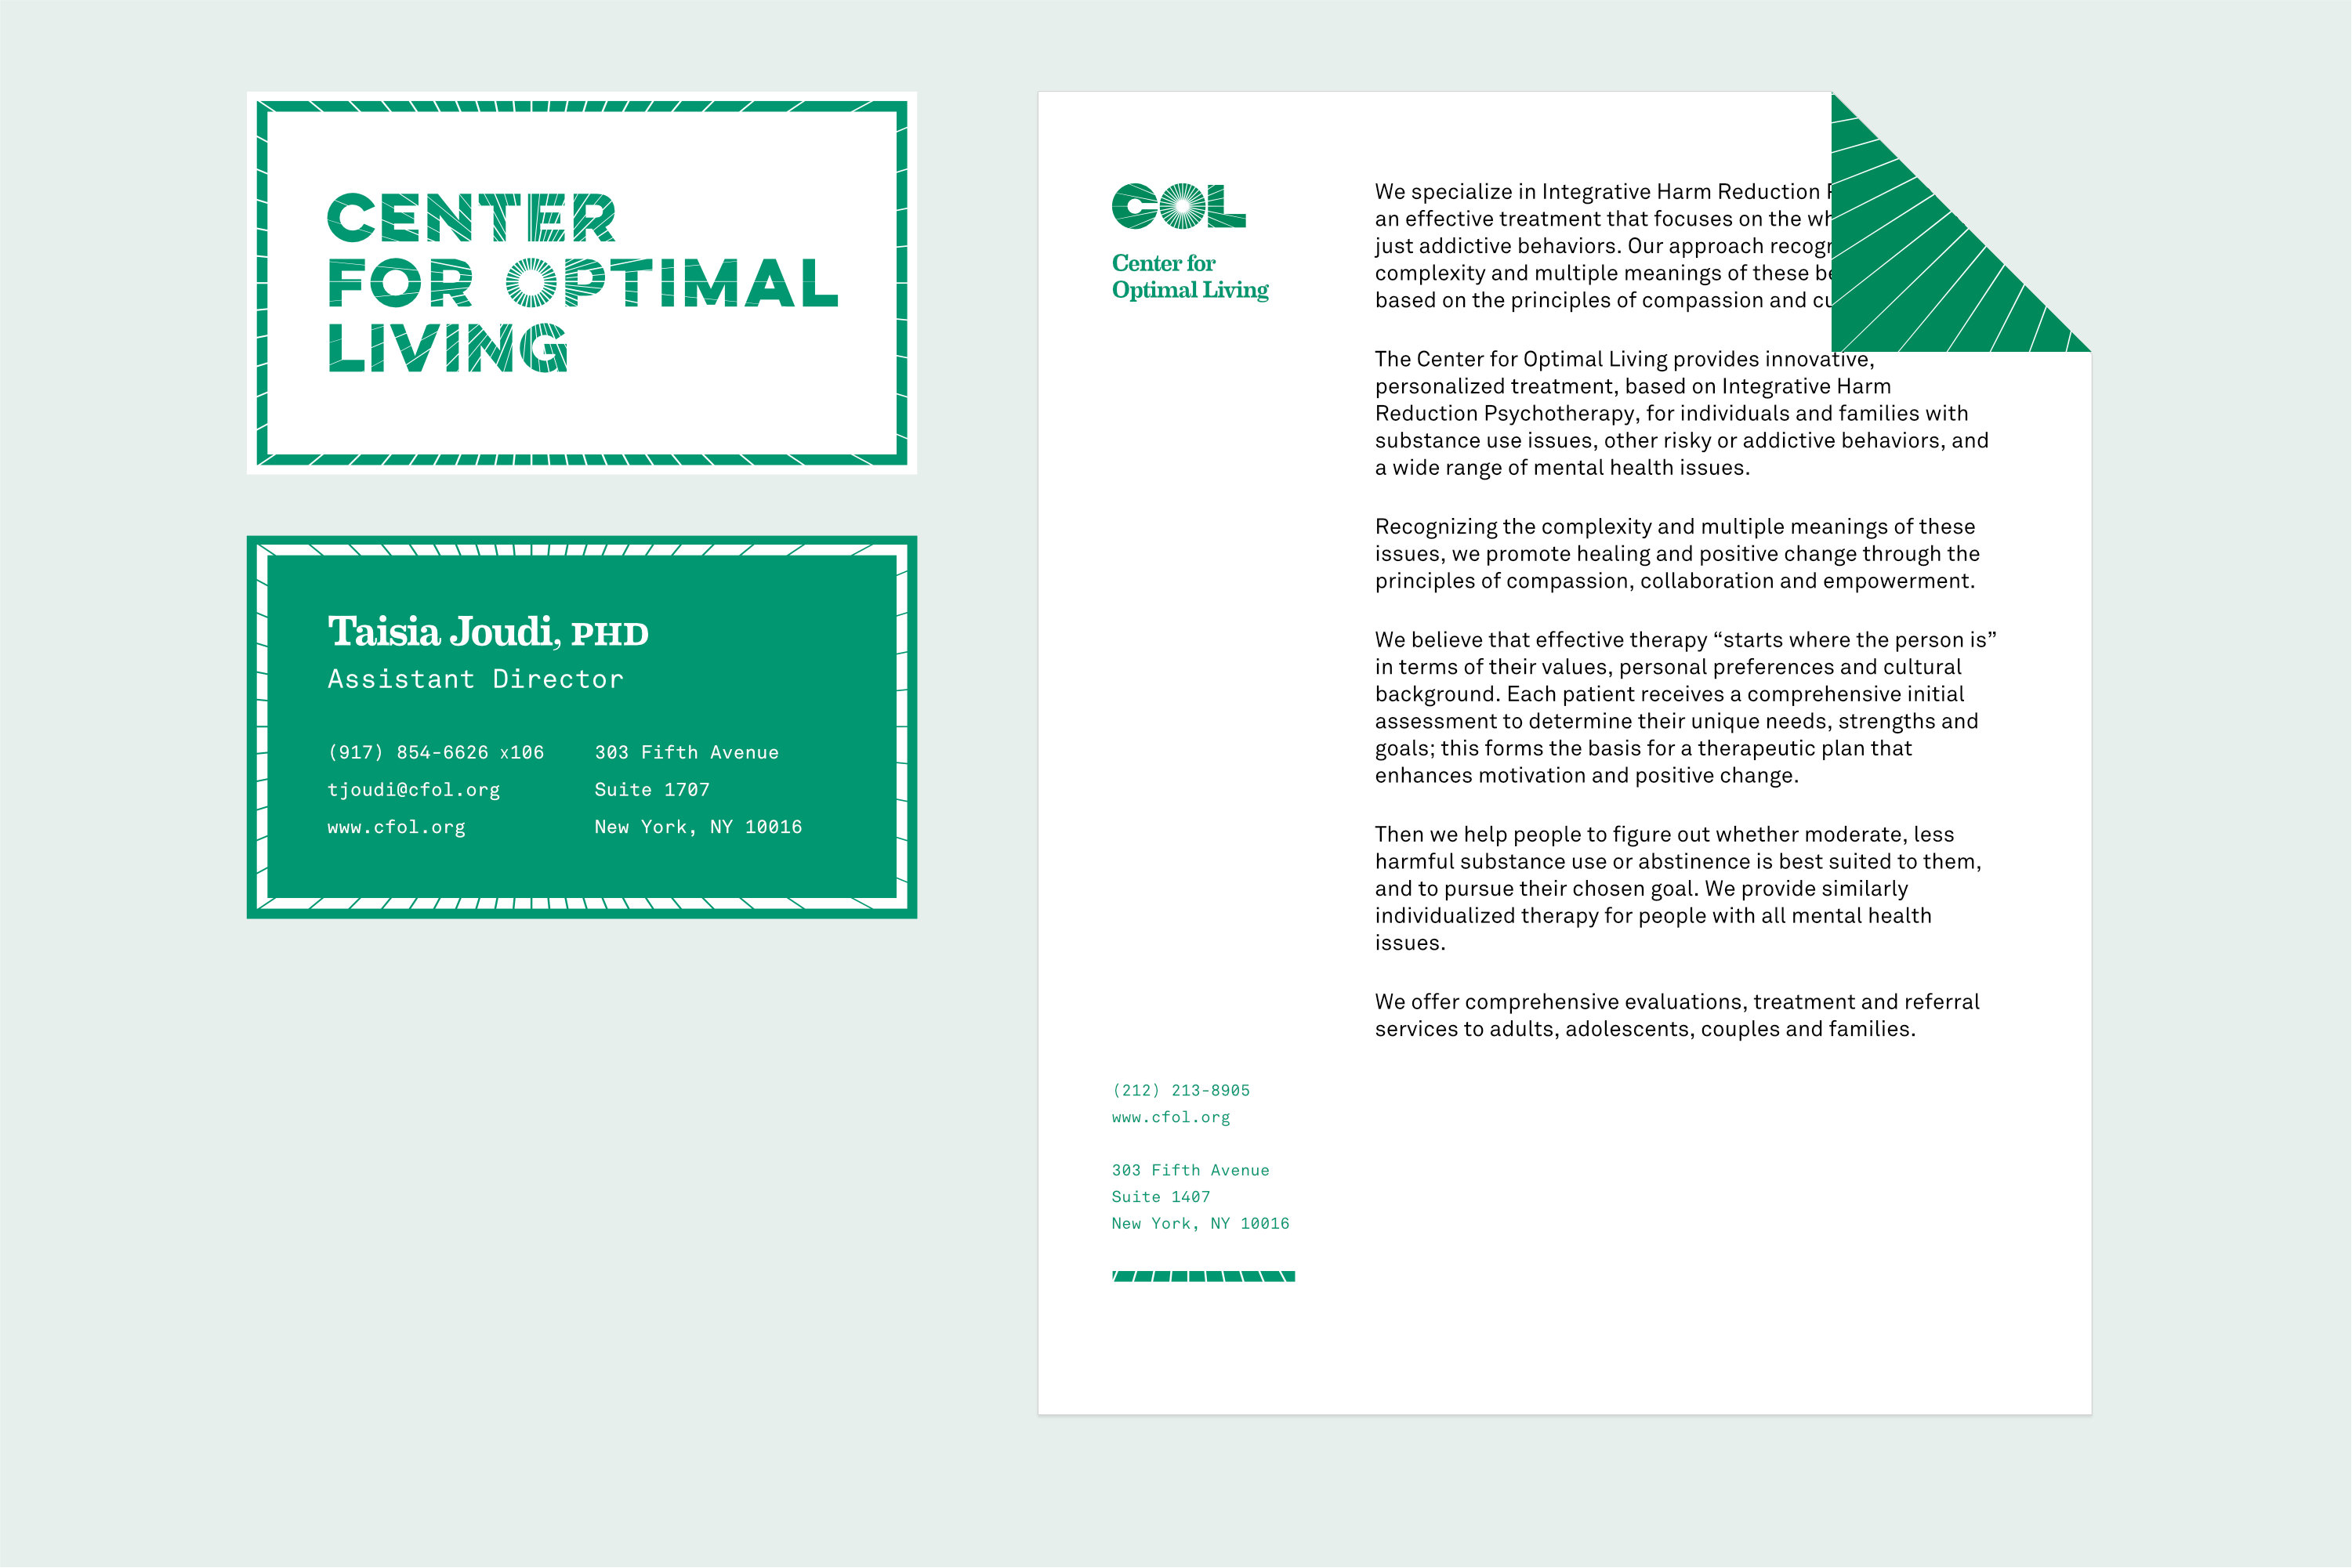 CENTER
FOR OPTIMAL
LIVING
Taisia Joudi, PHD
Assistant Director
(917) 854-6626 x106
tjoudi@cfol.org
www.cfol.org
303 Fifth Avenue
Suite 1707
New York, NY 10016
COL
Center for
Optimal Living
We specialize in Integrative Harm Reduction
an effective treatment that focuses on the
just addictive behaviors. Our approach
complexity and multiple meanings of these
based on the principles of compassion and
The Center for Optimal Living provides innovative,
personalized treatment, based on Integrative Harm
Reduction Psychotherapy, for individuals and families with
substance use issues, other risky or addictive behaviors, and
a wide range of mental health issues.
Recognizing the complexity and multiple meanings of these
issues, we promote healing and positive change through the
principles of compassion, collaboration and empowerment.
We believe that effective therapy “starts where the person is”
in terms of their values, personal preferences and cultural
background. Each patient receives a comprehensive initial
assessment to determine their unique needs, strengths and
goals; this forms the basis for a therapeutic plan that
enhances motivation and positive change.
Then we help people to figure out whether moderate, less
harmful substance use or abstinence is best suited to them,
and to pursue their chosen goal. We provide similarly
individualized therapy for people with all mental health
issues.
We offer comprehensive evaluations, treatment and referral
services to adults, adolescents, couples and families.
(212) 213-8905
www.cfol.org
303 Fifth Avenue
Suite 1407
New York, NY 10016